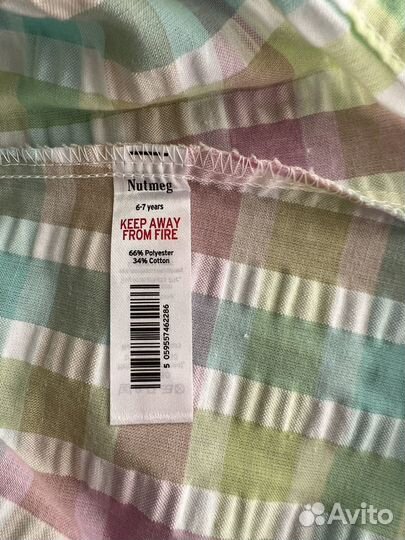 Nutmeg
6-7 years
KEEP AWAY
FROM FIRE
66% Polyester
34% Cotton
5 059557 462286
Avito